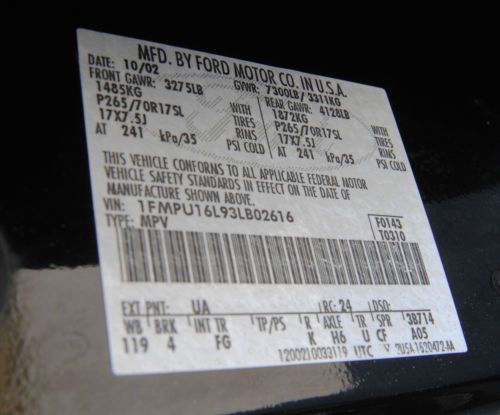 MFD. BY FORD MOTOR CO. IN U.S.A.
DATE: 10/02 GVWR: 7300LB/3311KG
FRONT GAWR: 3275LB REAR GAWR: 4128LB
1485KG 1872KG
P265/70R17SL WITH TIRES P265/70R17SL WITH TIRES
17X7.5J RINS 17X7.5J RINS
AT 241 kPa/35 PSI COLD AT 241 kPa/35 PSI COLD
THIS VEHICLE CONFORMS TO ALL APPLICABLE FEDERAL MOTOR
VEHICLE SAFETY STANDARDS IN EFFECT ON THE DATE OF
MANUFACTURE SHOWN ABOVE.
VIN: 1FMPU16L93LB02616
TYPE: MPV
F0143
T0310
EXT PNT: UA RC: 24 DSO:
WB BRK INT TR TP/PS R AXLE TR SPR 38714
119 4 FG K H6 U CF A05
1200210033119 UTC